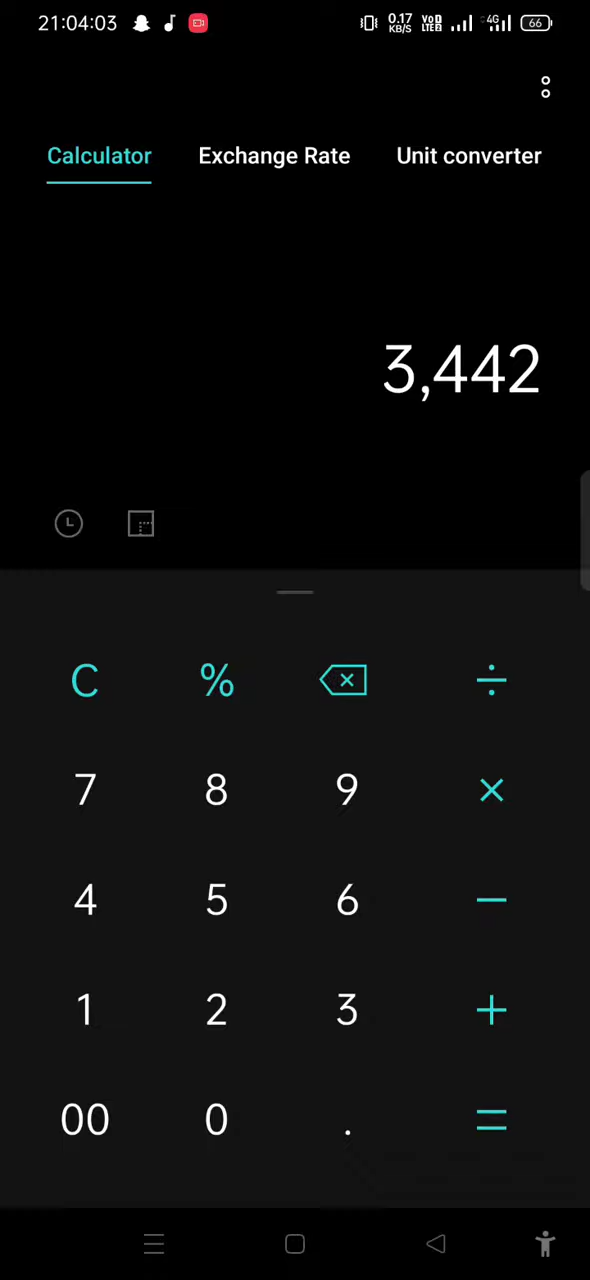 21:04:03 0.17 KB/S VoD LTE2 4G 66
Calculator Exchange Rate Unit converter
3,442
C % ÷
7 8 9 ×
4 5 6 −
1 2 3 +
00 0 . =